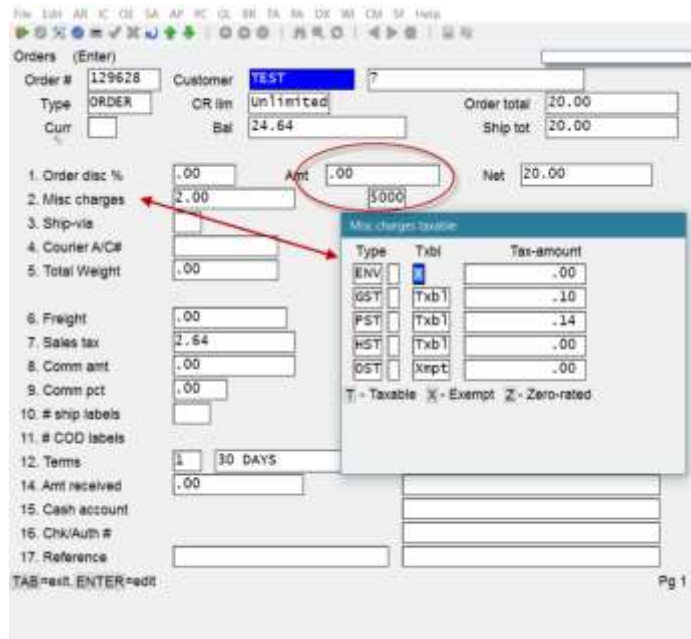 File Edit AR IC OE SA AP PC GL BR TA PA DX WI CM SF Help
Orders (Enter)
Order # 129628 Customer TEST 7
Type ORDER CR lim Unlimited Order total 20.00
Curr Bal 24.64 Ship tot 20.00
1. Order disc % .00 Amt .00 Net 20.00
2. Misc charges 2.00 5000
3. Ship-via
4. Courier A/C#
5. Total Weight .00
6. Freight .00
7. Sales tax 2.64
8. Comm amt .00
9. Comm pct .00
10. # ship labels
11. # COD labels
12. Terms 1 30 DAYS
14. Amt received .00
15. Cash account
16. Chk/Auth #
17. Reference
Misc charges taxable
Type Txbl Tax-amount
ENV X .00
GST Txbl .10
PST Txbl .14
HST Txbl .00
OST Xmpt .00
T - Taxable X - Exempt Z - Zero-rated
TAB=exit, ENTER=edit Pg 1